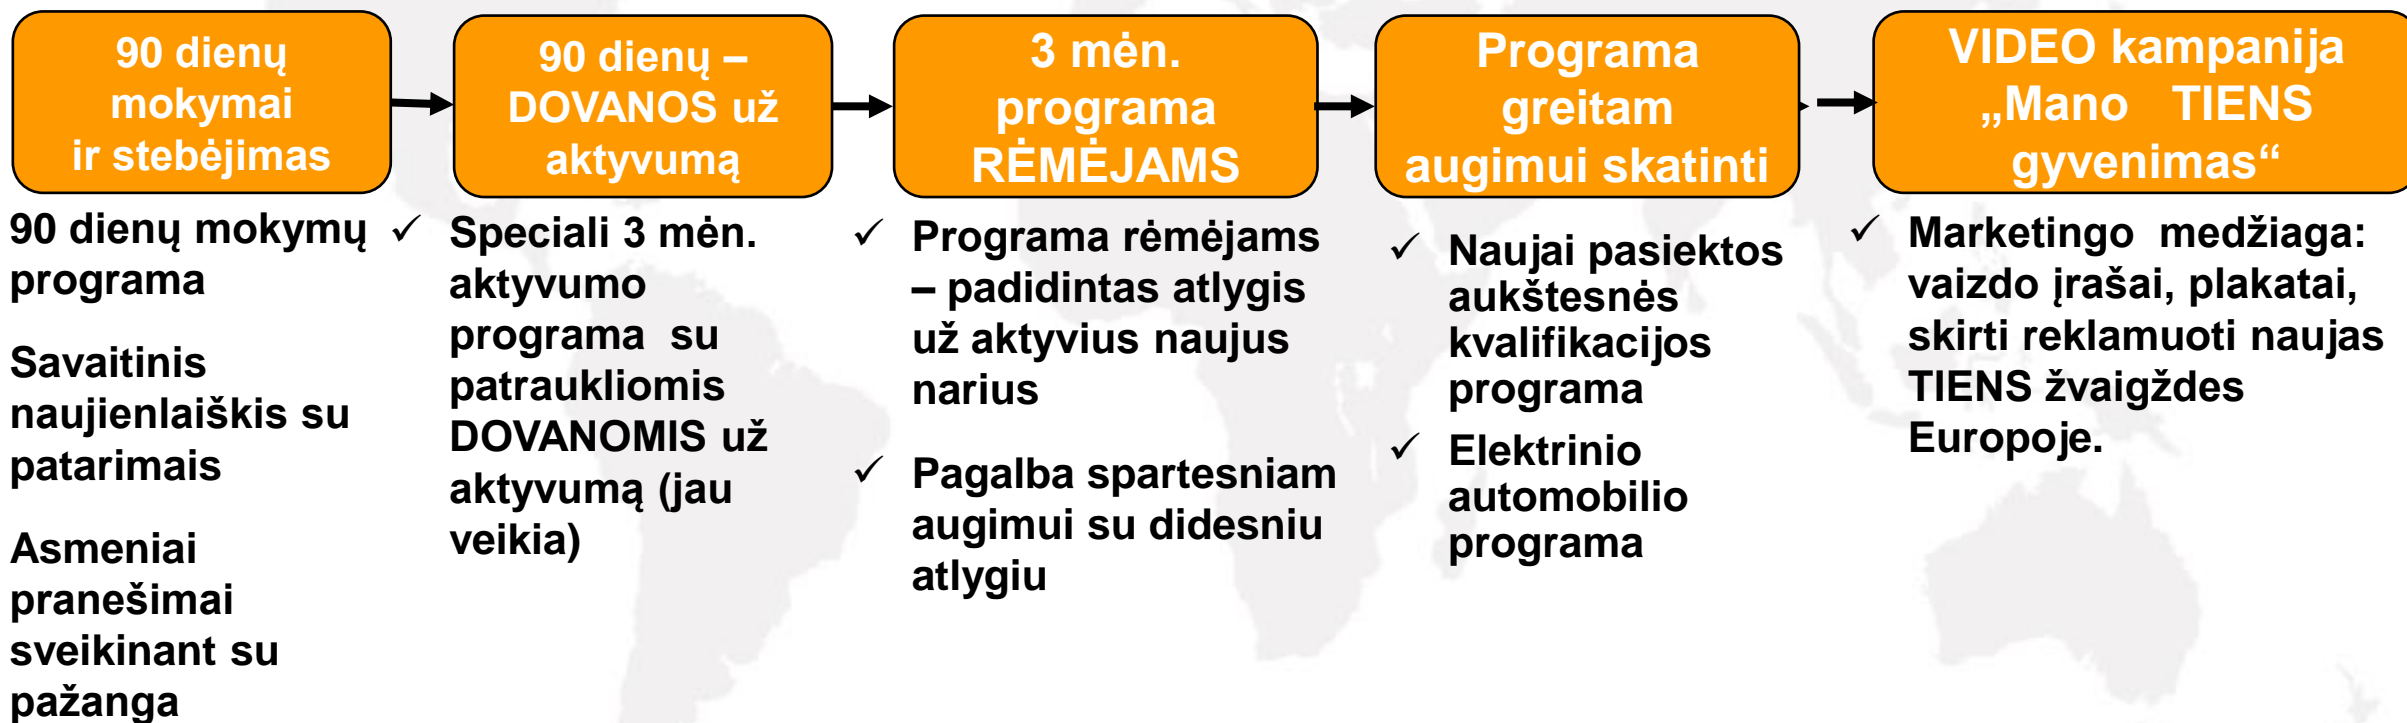 90 dienų
mokymai
ir stebėjimas
90 dienų –
DOVANOS už
aktyvumą
3 mėn.
programa
RĖMĖJAMS
Programa
greitam
augimui skatinti
VIDEO kampanija
„Mano TIENS
gyvenimas“
90 dienų mokymų
programa
Savaitinis
naujienlaiškis su
patarimais
Asmeniai
pranešimai
sveikinant su
pažanga
✓ Speciali 3 mėn.
aktyvumo
programa su
patraukliomis
DOVANOMIS už
aktyvumą (jau
veikia)
✓ Programa rėmėjams
– padidintas atlygis
už aktyvius naujus
narius
✓ Pagalba spartesniam
augimui su didesniu
atlygiu
✓ Naujai pasiektos
aukštesnės
kvalifikacijos
programa
✓ Elektrinio
automobilio
programa
✓ Marketingo medžiaga:
vaizdo įrašai, plakatai,
skirti reklamuoti naujas
TIENS žvaigždes
Europoje.